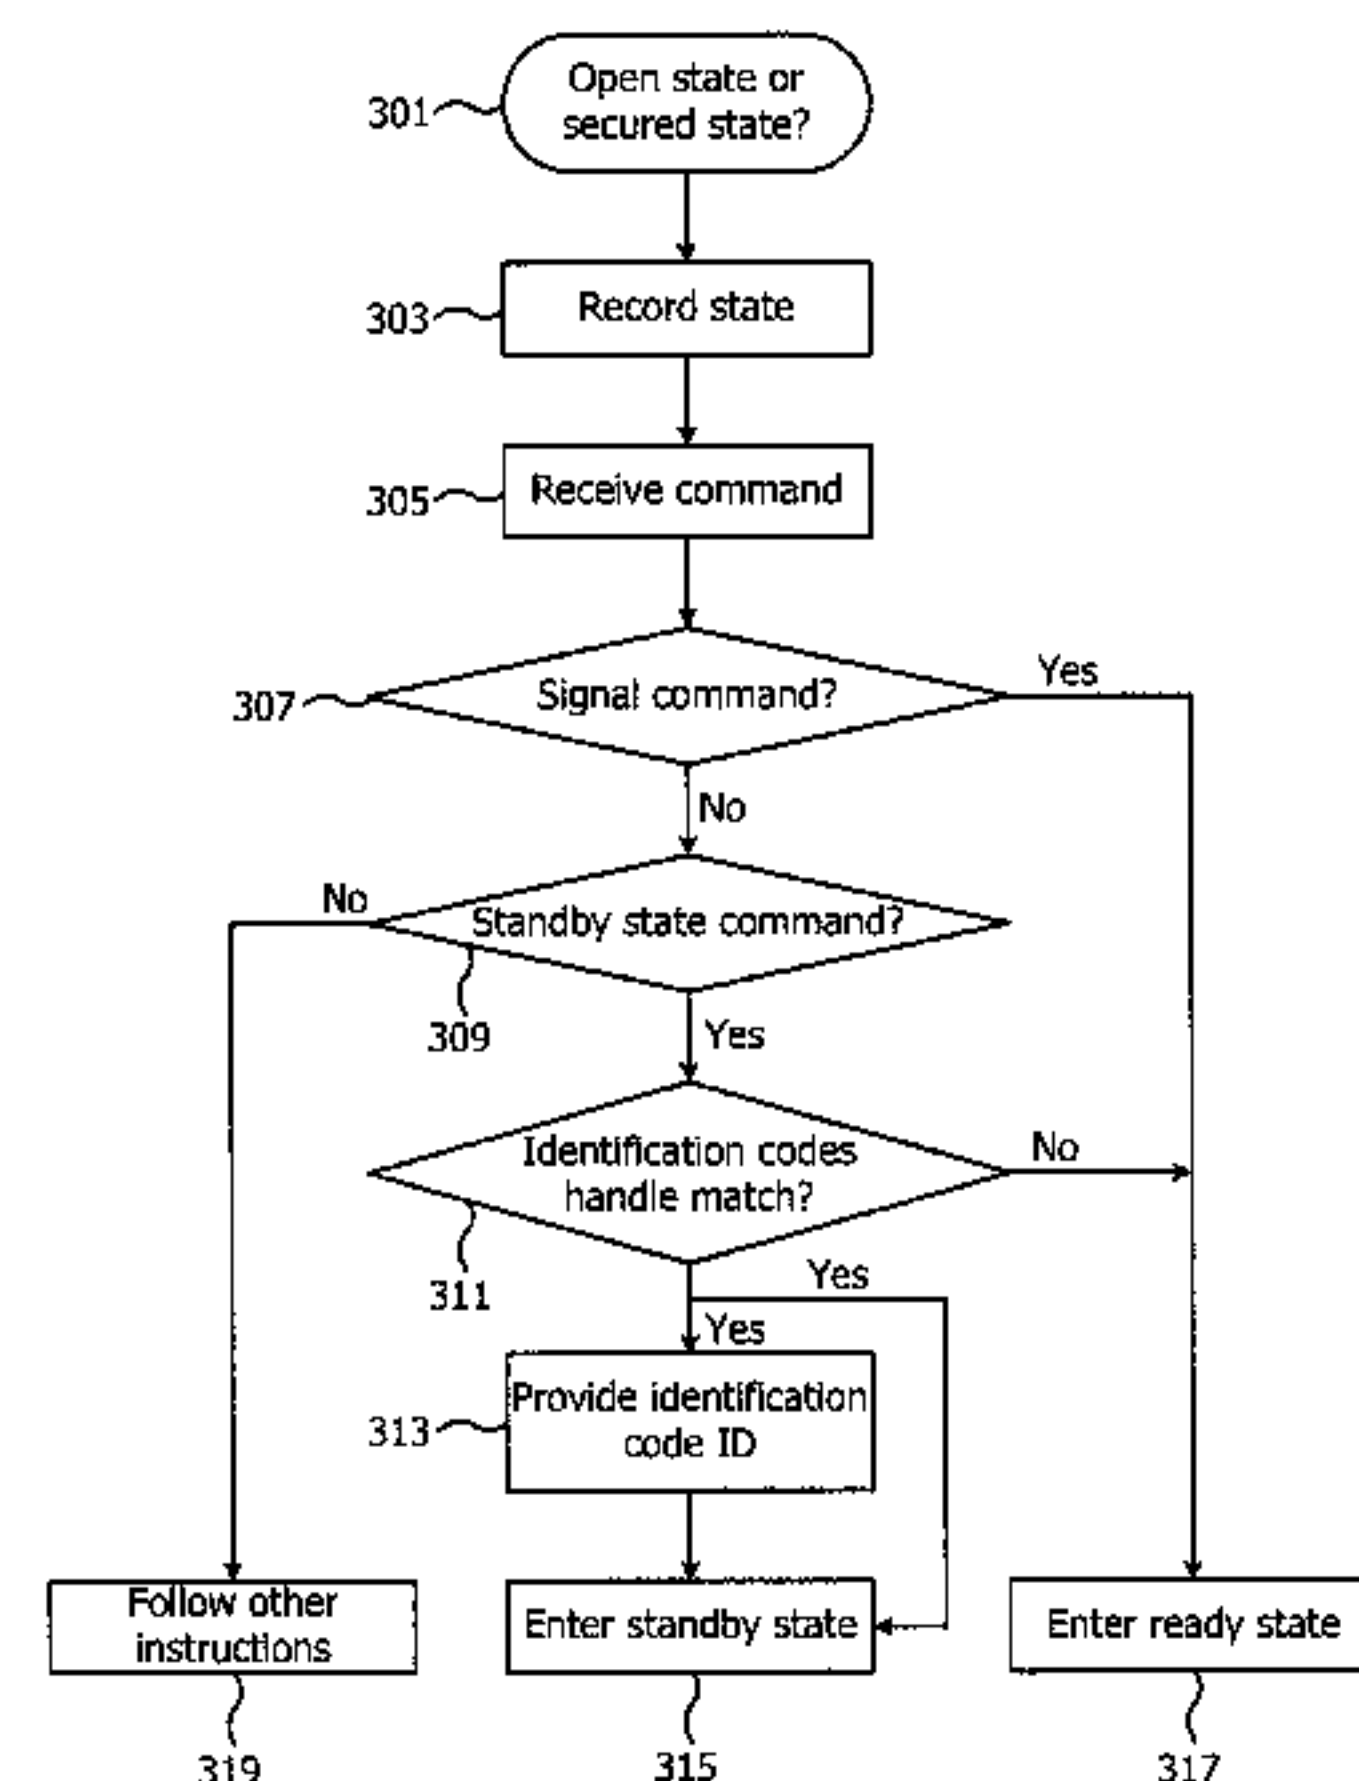 Open state or
secured state?
301
Record state
303
Receive command
305
Signal command?
Yes
307
No
No
Standby state command?
309
Yes
Identification codes
handle match?
No
311
Yes
Yes
Provide identification
code ID
313
Follow other
instructions
Enter standby state
Enter ready state
319
315
317